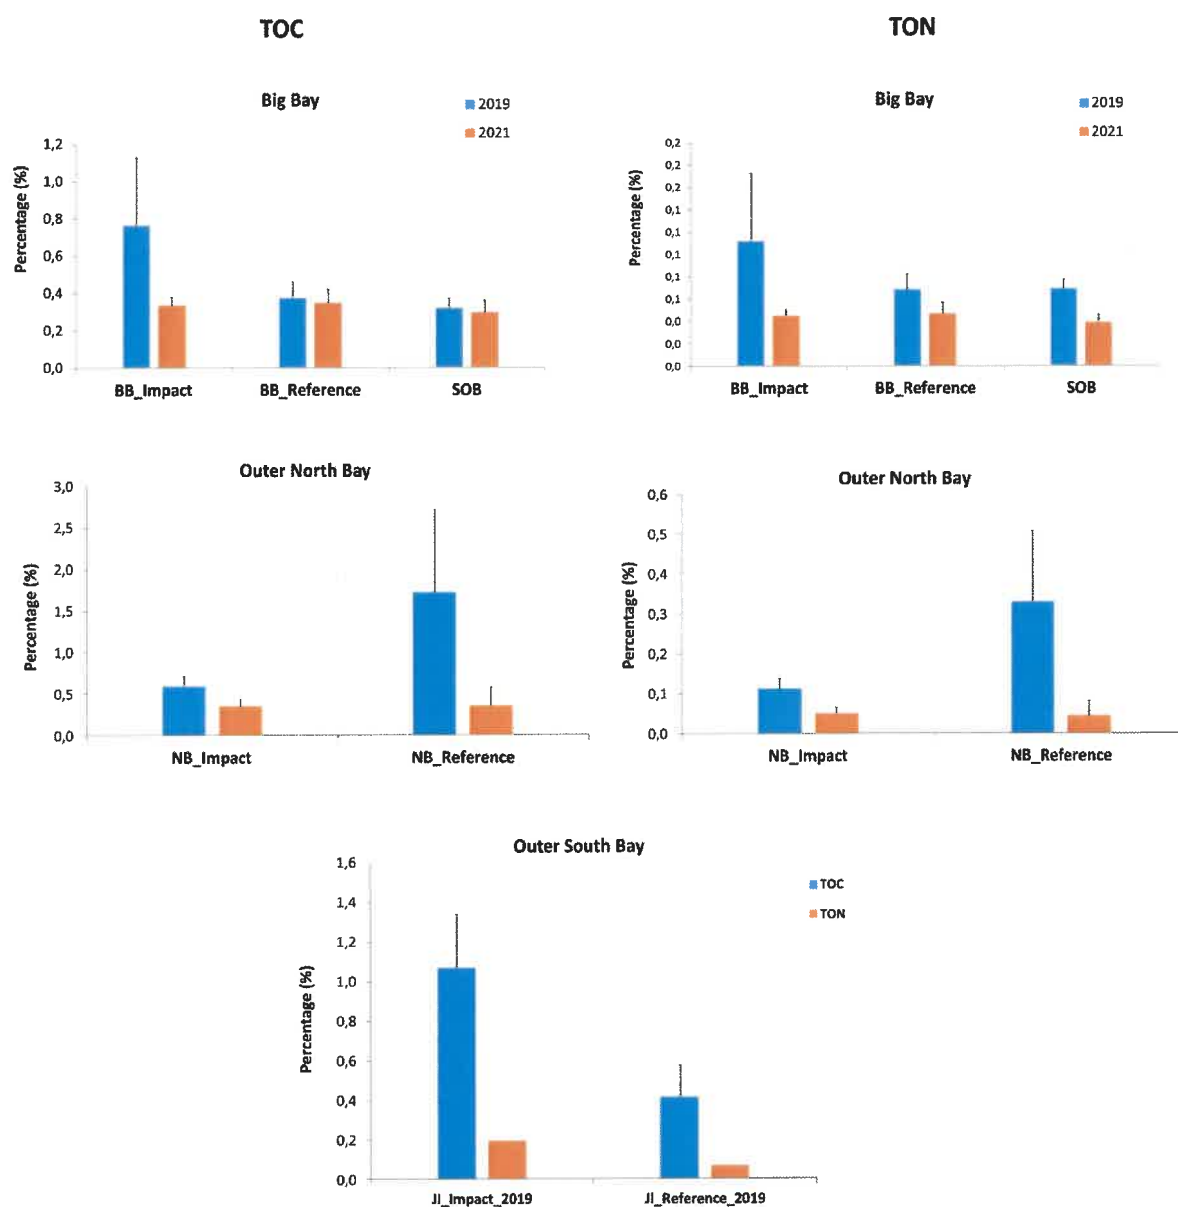 TOC
TON
Big Bay
2019
2021
Percentage (%)
1,2
1,0
0,8
0,6
0,4
0,2
0,0
BB_Impact
BB_Reference
SOB
Big Bay
2019
2021
Percentage (%)
0,2
0,2
0,2
0,1
0,1
0,1
0,1
0,1
0,0
0,0
0,0
BB_Impact
BB_Reference
SOB
Outer North Bay
Percentage (%)
3,0
2,5
2,0
1,5
1,0
0,5
0,0
NB_Impact
NB_Reference
Outer North Bay
Percentage (%)
0,6
0,5
0,4
0,3
0,2
0,1
0,0
NB_Impact
NB_Reference
Outer South Bay
TOC
TON
Percentage (%)
1,6
1,4
1,2
1,0
0,8
0,6
0,4
0,2
0,0
JI_Impact_2019
JI_Reference_2019